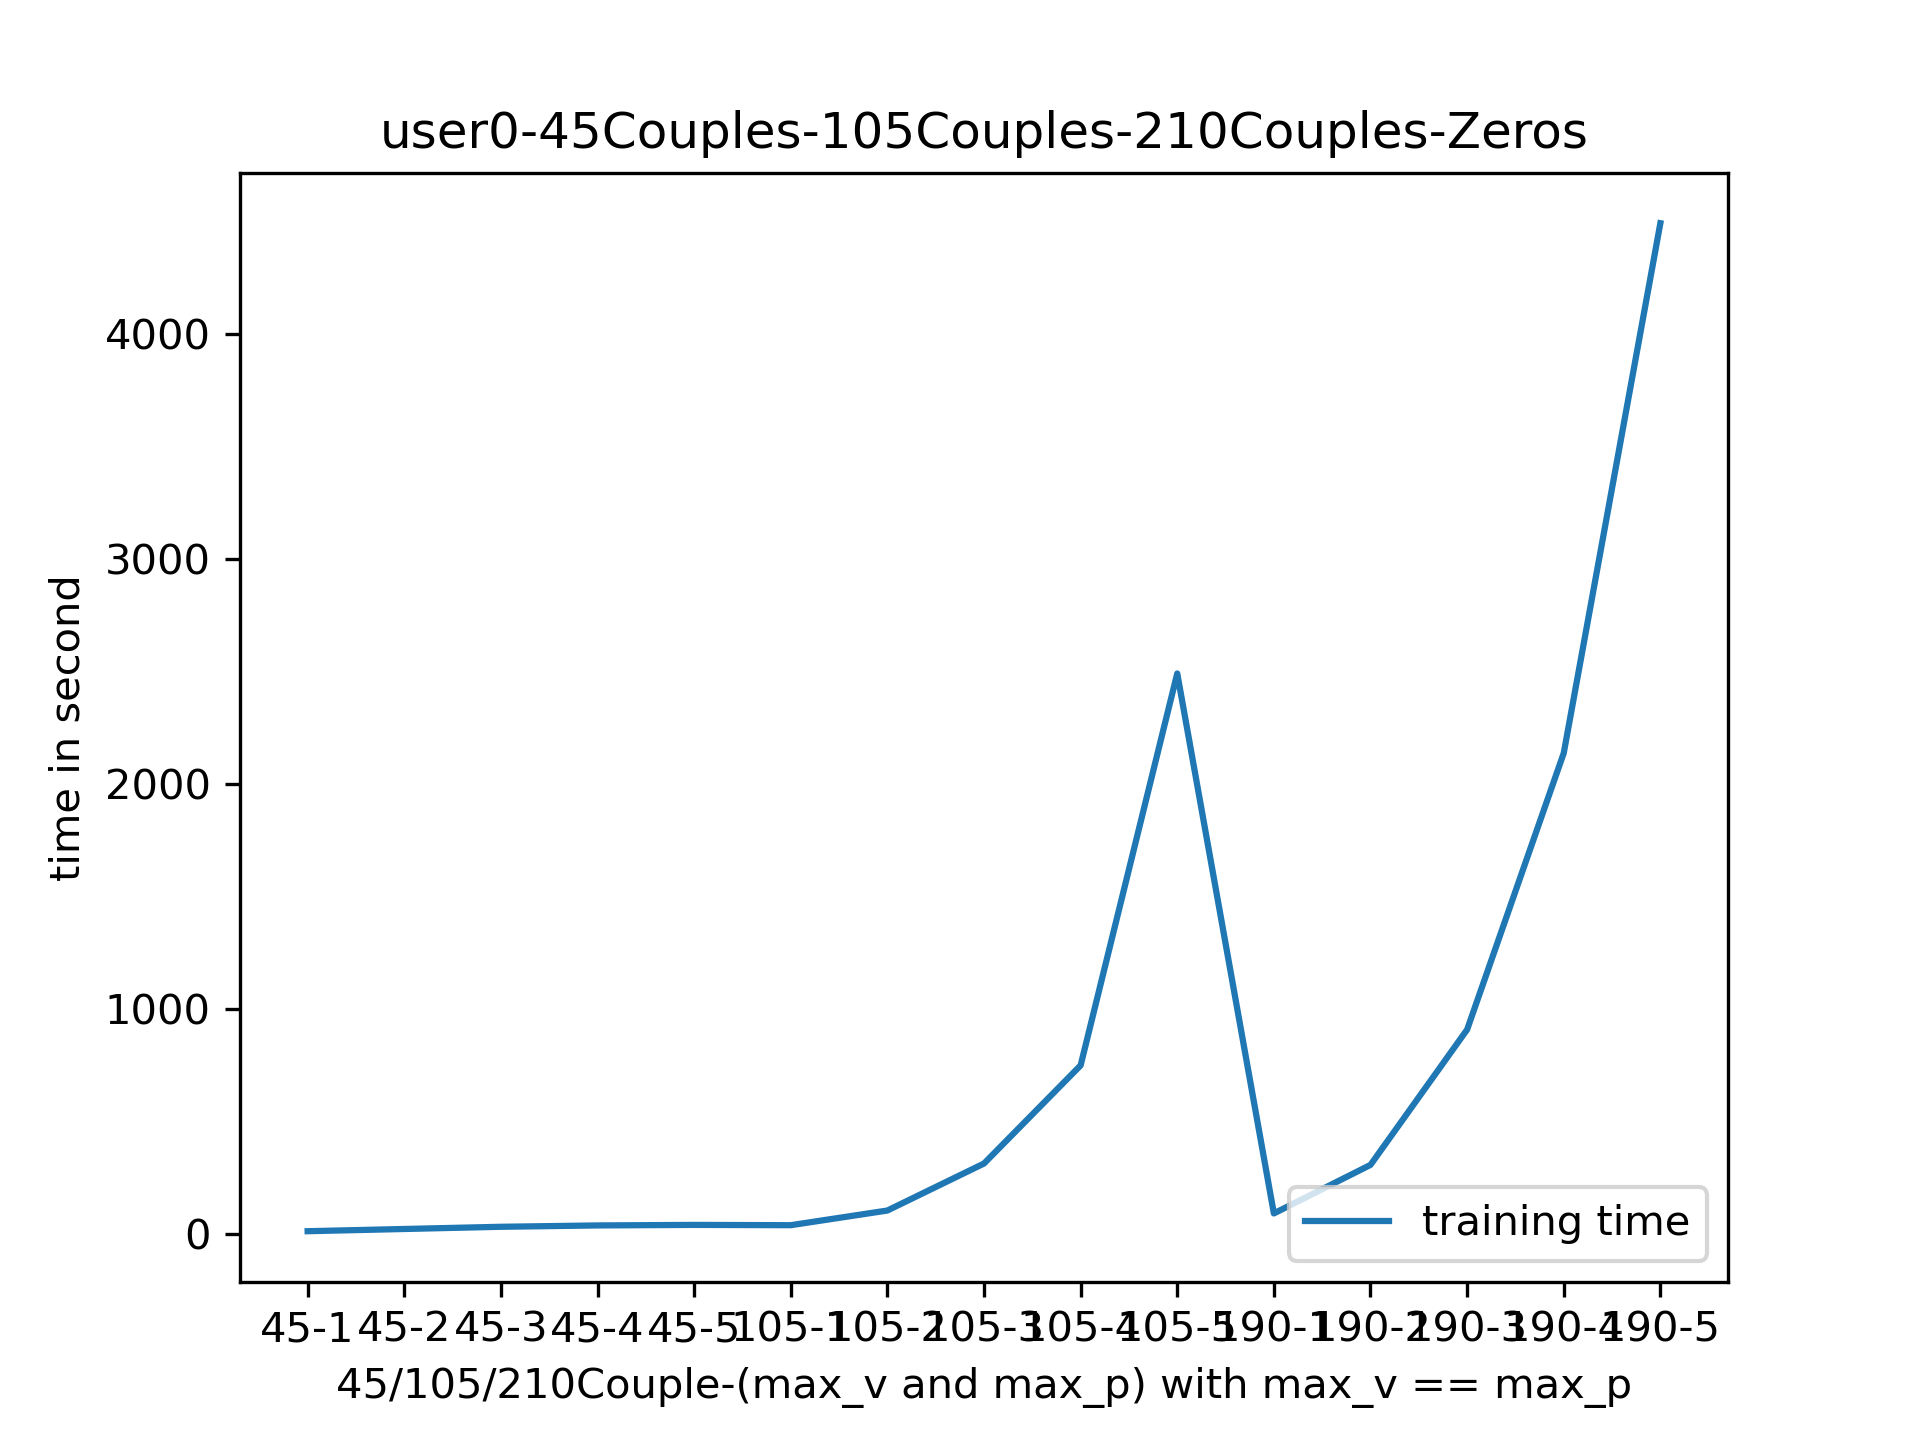 user0-45Couples-105Couples-210Couples-Zeros
4000
3000
2000
1000
0
time in second
training time
45-1 45-2 45-3 45-4 45-5 105-1 105-2 105-3 105-4 105-5 190-1 190-2 190-3 190-4 190-5
45/105/210Couple-(max_v and max_p) with max_v == max_p